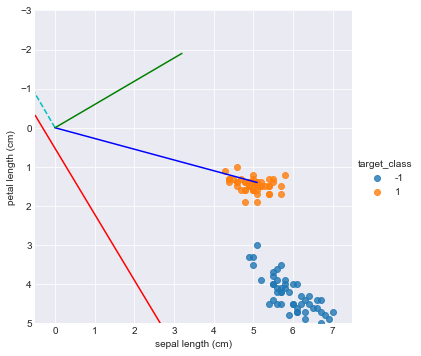 −3
−2
−1
0
1
2
3
4
5
petal length (cm)
0 1 2 3 4 5 6 7
sepal length (cm)
target_class
-1
1